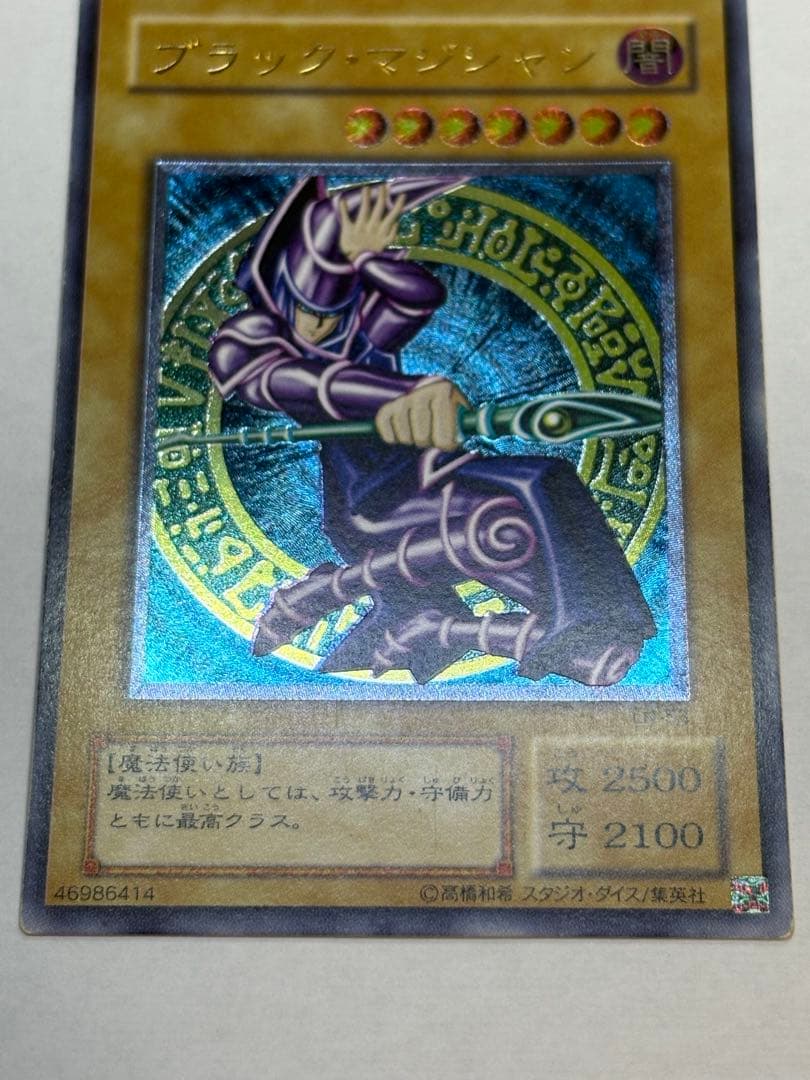 ブラック・マジシャン
闇
[魔法使い族]
魔法使いとしては、攻撃力・守備力
ともに最高クラス。
攻 2500
守 2100
46986414
©高橋和希 スタジオ・ダイス/集英社